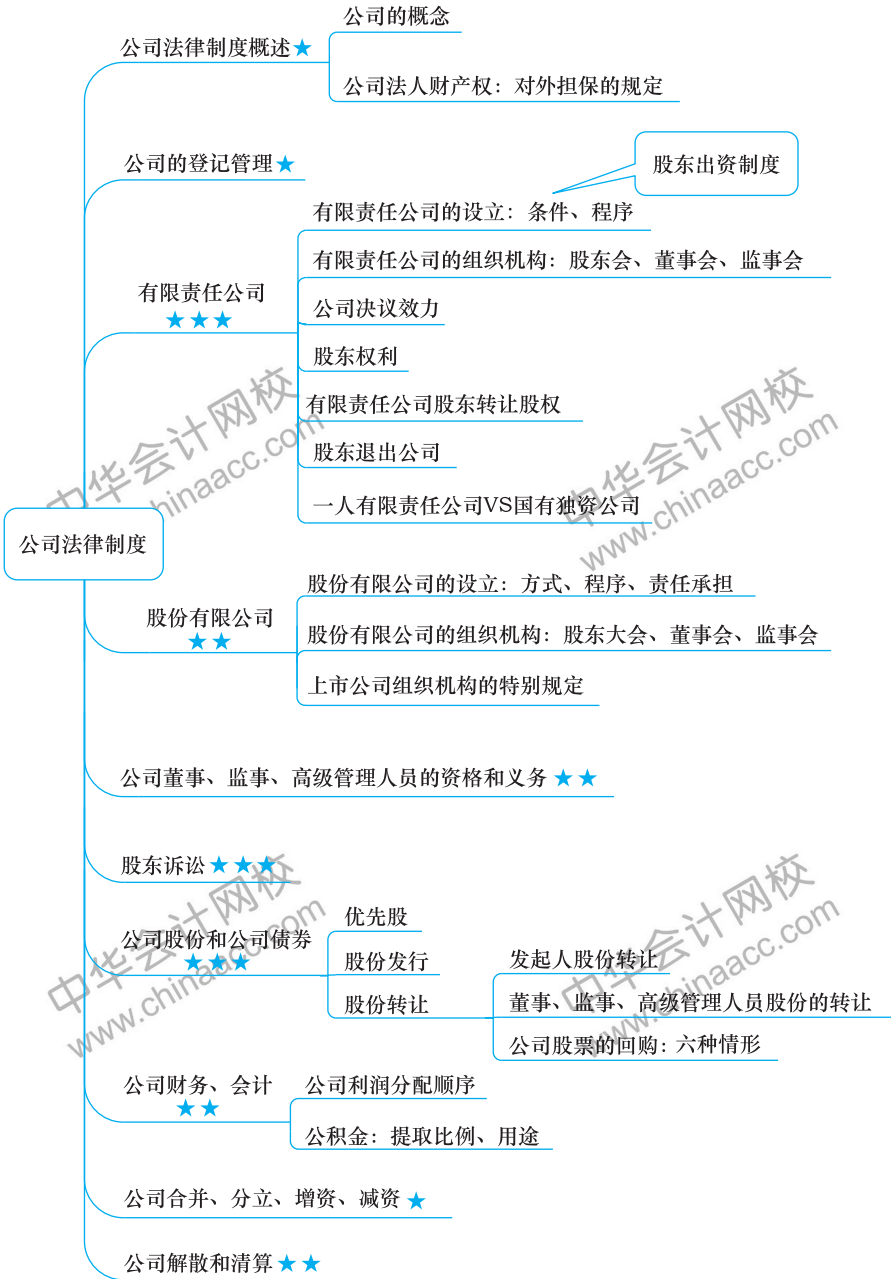 公司的概念
公司法律制度概述★
公司法人财产权：对外担保的规定
公司的登记管理★
股东出资制度
有限责任公司的设立：条件、程序
有限责任公司的组织机构：股东会、董事会、监事会
有限责任公司
★★★
公司决议效力
股东权利
有限责任公司股东转让股权
股东退出公司
一人有限责任公司VS国有独资公司
公司法律制度
股份有限公司的设立：方式、程序、责任承担
股份有限公司
★★
股份有限公司的组织机构：股东大会、董事会、监事会
上市公司组织机构的特别规定
公司董事、监事、高级管理人员的资格和义务★★
股东诉讼★★★
优先股
公司股份和公司债券
★★★
股份发行
股份转让
发起人股份转让
董事、监事、高级管理人员股份的转让
公司股票的回购：六种情形
公司财务、会计
★★
公司利润分配顺序
公积金：提取比例、用途
公司合并、分立、增资、减资★
公司解散和清算★★
中华会计网校
www.chinaacc.com
中华会计网校
www.chinaacc.com
中华会计网校
www.chinaacc.com
中华会计网校
www.chinaacc.com